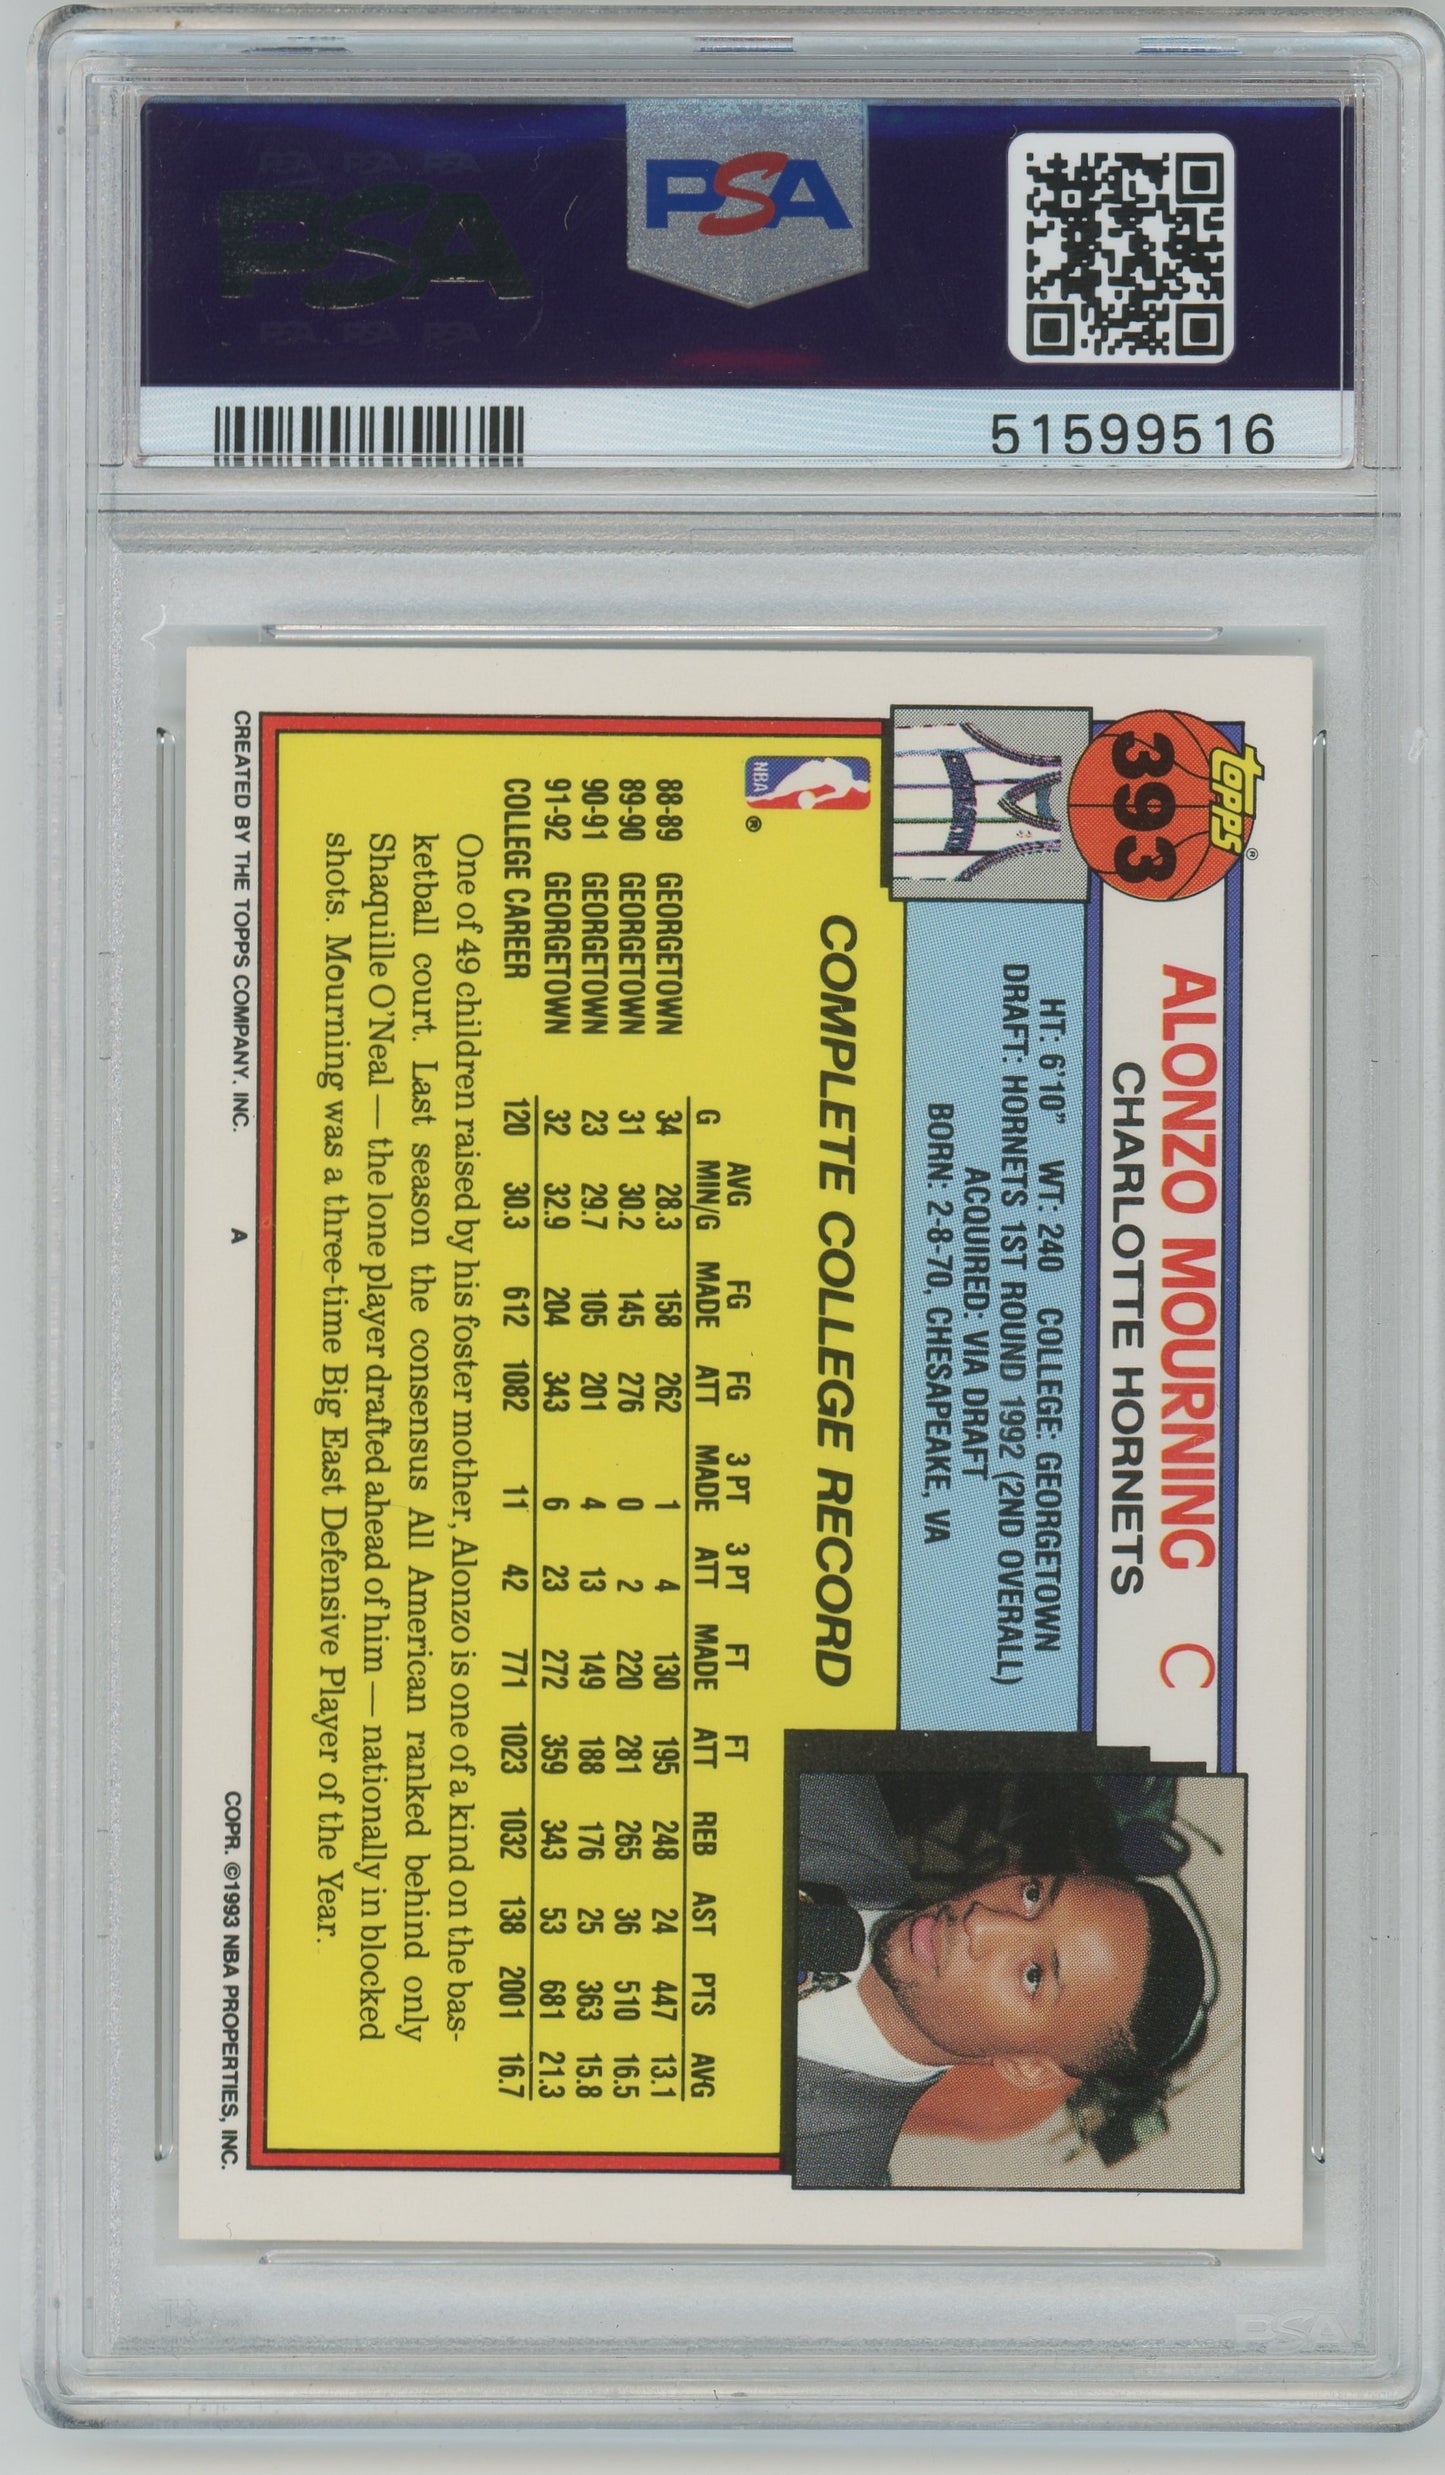 PSA
PSA PSA PSA
PSA
PSA PSA PSA
51599516
topps®
393
ALONZO MOURNING C
CHARLOTTE HORNETS
HT: 6'10" WT: 240 COLLEGE: GEORGETOWN
DRAFT: HORNETS 1ST ROUND 1992 (2ND OVERALL)
ACQUIRED: VIA DRAFT
BORN: 2-8-70, CHESAPEAKE, VA
COMPLETE COLLEGE RECORD
NBA ®
AVG FG FG 3 PT 3 PT FT FT
G MIN/G MADE ATT MADE ATT MADE ATT REB AST PTS AVG
88-89 GEORGETOWN 34 28.3 158 262 1 4 130 195 248 24 447 13.1
89-90 GEORGETOWN 31 30.2 145 276 0 2 220 281 265 36 510 16.5
90-91 GEORGETOWN 23 29.7 105 201 4 13 149 188 176 25 363 15.8
91-92 GEORGETOWN 32 32.9 204 343 6 23 272 359 343 53 681 21.3
COLLEGE CAREER 120 30.3 612 1082 11 42 771 1023 1032 138 2001 16.7
One of 49 children raised by his foster mother, Alonzo is one of a kind on the bas-
ketball court. Last season the consensus All American ranked behind only
Shaquille O'Neal — the lone player drafted ahead of him — nationally in blocked
shots. Mourning was a three-time Big East Defensive Player of the Year.
CREATED BY THE TOPPS COMPANY. INC. A COPR. ©1993 NBA PROPERTIES, INC.
PSA